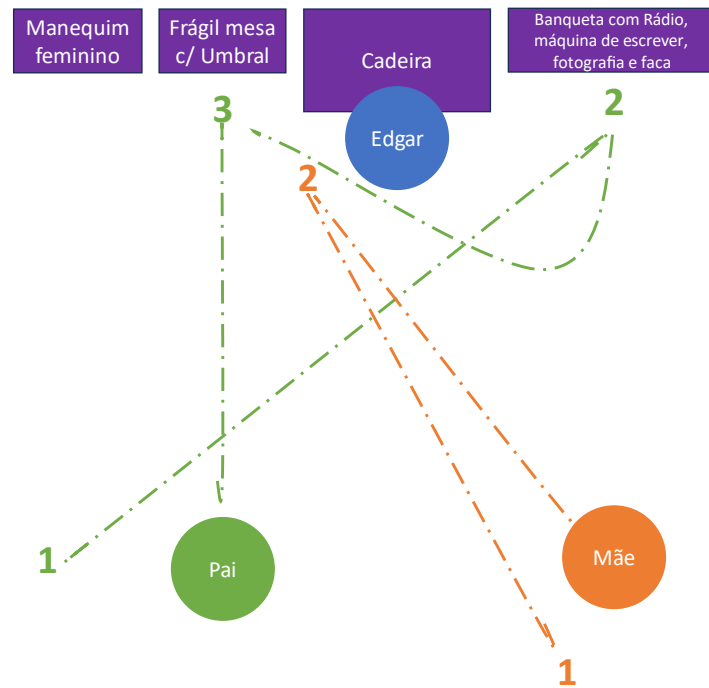 Manequim
feminino
Frágil mesa
c/ Umbral
Cadeira
Banqueta com Rádio,
máquina de escrever,
fotografia e faca
3
2
Edgar
2
1
Pai
Mãe
1